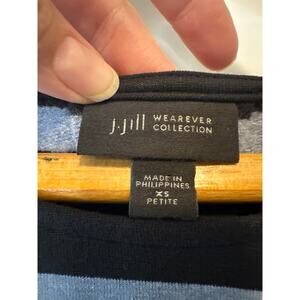 j.jill WEAREVER
COLLECTION
MADE IN
PHILIPPINES
XS
PETITE